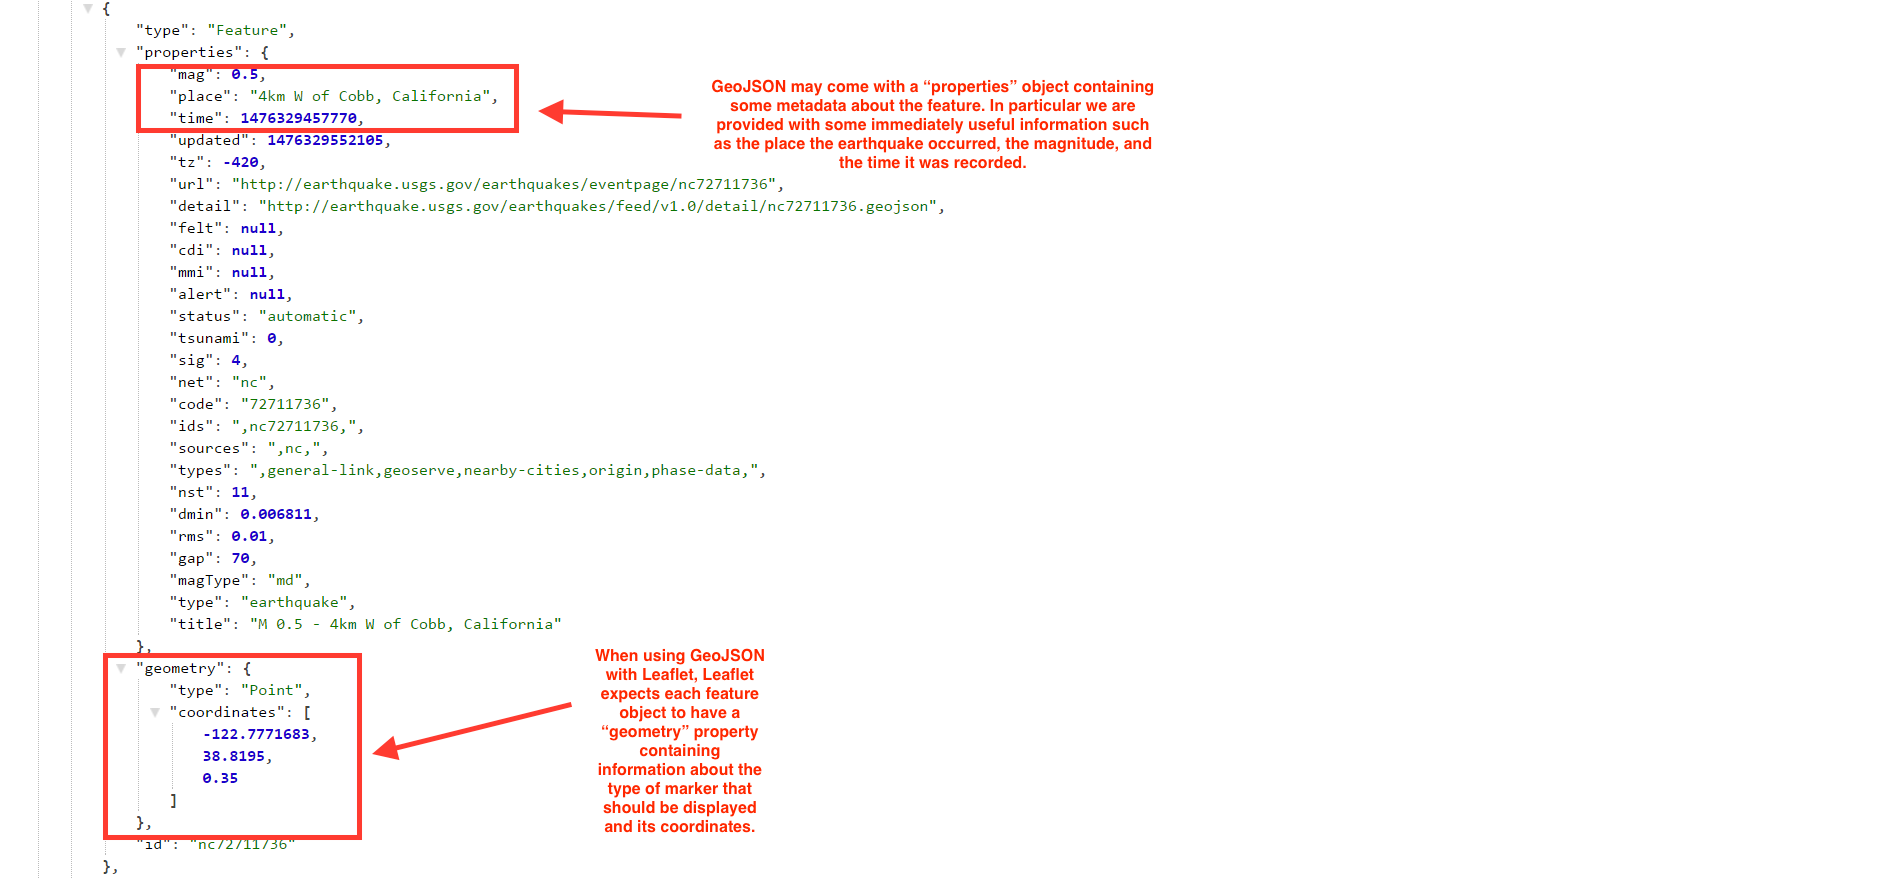 {
"type": "Feature",
"properties": {
"mag": 0.5,
"place": "4km W of Cobb, California",
"time": 1476329457770,
"updated": 1476329552105,
"tz": -420,
"url": "http://earthquake.usgs.gov/earthquakes/eventpage/nc72711736",
"detail": "http://earthquake.usgs.gov/earthquakes/feed/v1.0/detail/nc72711736.geojson",
"felt": null,
"cdi": null,
"mmi": null,
"alert": null,
"status": "automatic",
"tsunami": 0,
"sig": 4,
"net": "nc",
"code": "72711736",
"ids": ",nc72711736,",
"sources": ",nc,",
"types": ",general-link,geoserve,nearby-cities,origin,phase-data,",
"nst": 11,
"dmin": 0.006811,
"rms": 0.01,
"gap": 70,
"magType": "md",
"type": "earthquake",
"title": "M 0.5 - 4km W of Cobb, California"
},
"geometry": {
"type": "Point",
"coordinates": [
-122.7771683,
38.8195,
0.35
]
},
"id": "nc72711736"
},
GeoJSON may come with a “properties” object containing
some metadata about the feature. In particular we are
provided with some immediately useful information such
as the place the earthquake occurred, the magnitude, and
the time it was recorded.
When using GeoJSON
with Leaflet, Leaflet
expects each feature
object to have a
“geometry” property
containing
information about the
type of marker that
should be displayed
and its coordinates.